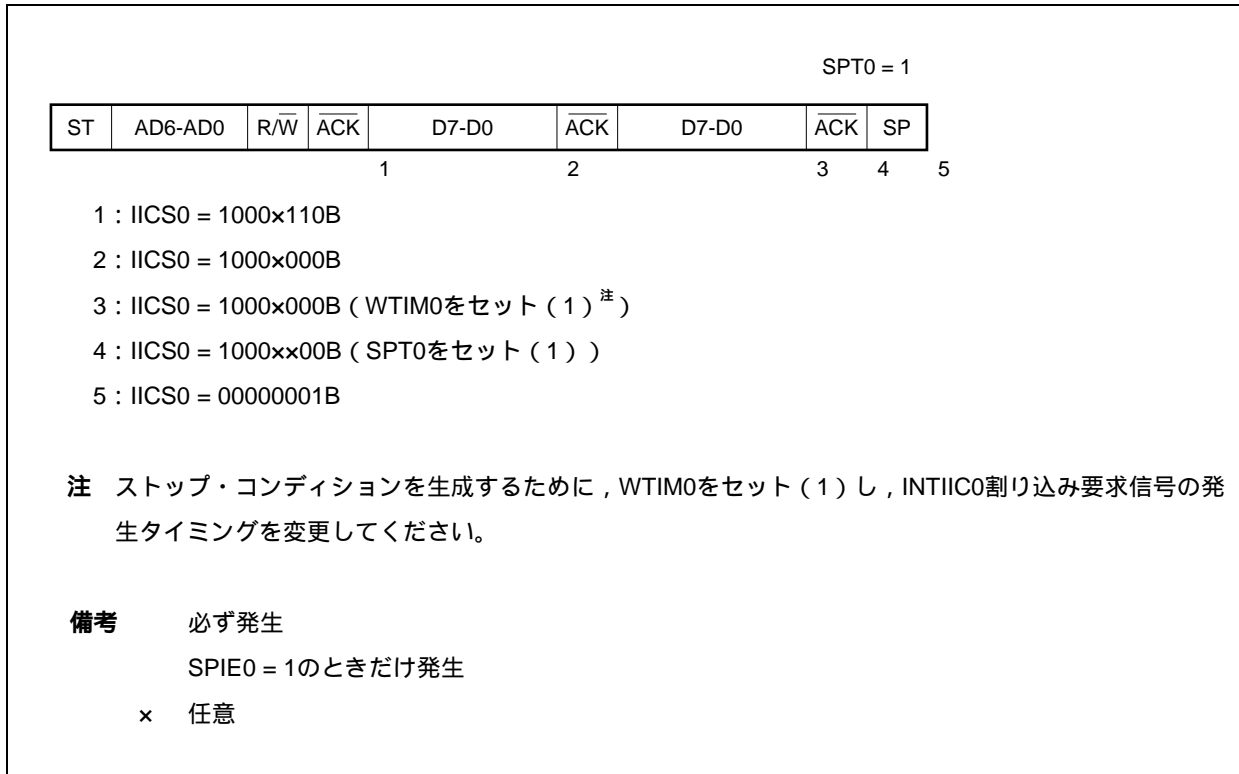 SPT0 = 1
ST AD6-AD0 R/W̅ A̅C̅K̅ D7-D0 A̅C̅K̅ D7-D0 A̅C̅K̅ SP
1 2 3 4 5
1：IICS0 = 1000×110B
2：IICS0 = 1000×000B
3：IICS0 = 1000×000B（WTIM0をセット（1）注）
4：IICS0 = 1000××00B（SPT0をセット（1））
5：IICS0 = 00000001B
注 ストップ・コンディションを生成するために，WTIM0をセット（1）し，INTIIC0割り込み要求信号の発
生タイミングを変更してください。
備考 必ず発生
SPIE0 = 1のときだけ発生
× 任意